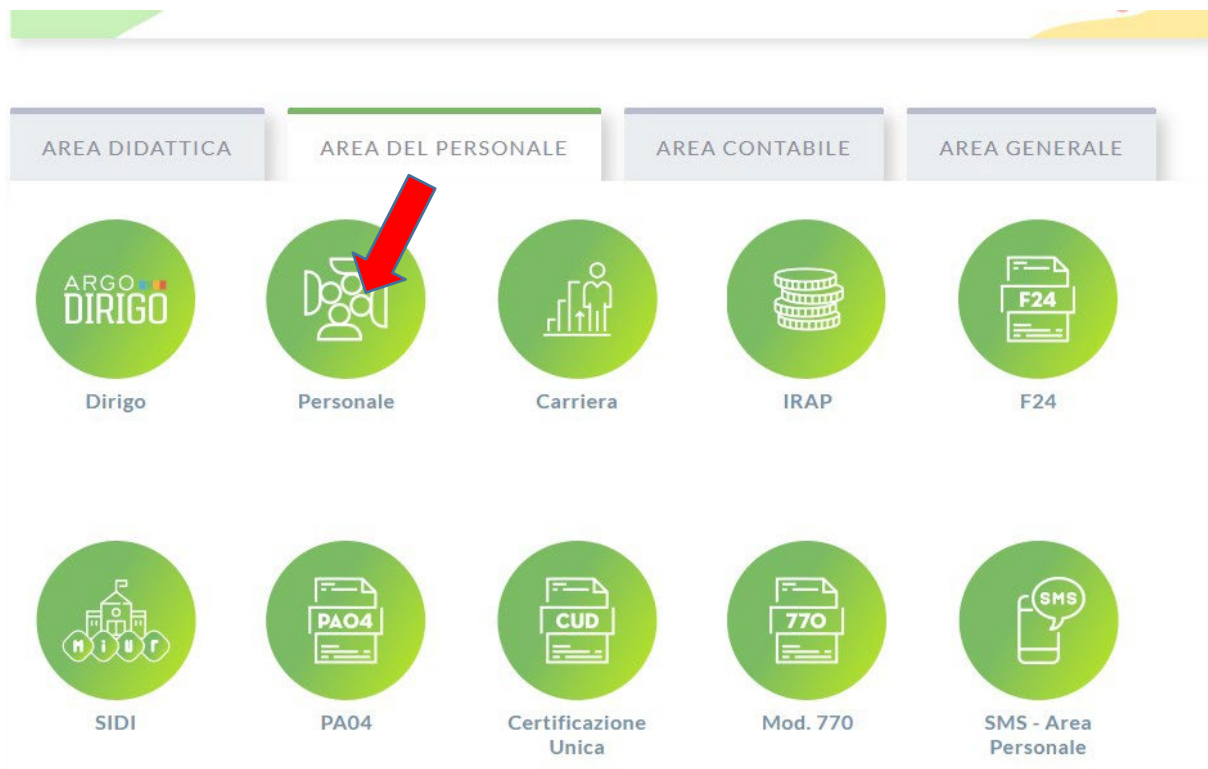 AREA DIDATTICA
AREA DEL PERSONALE
AREA CONTABILE
AREA GENERALE
ARGO
DIRIGO
F24
Dirigo
Personale
Carriera
IRAP
F24
MIUr
PA04
CUD
770
SMS
SIDI
PA04
Certificazione
Unica
Mod. 770
SMS - Area
Personale